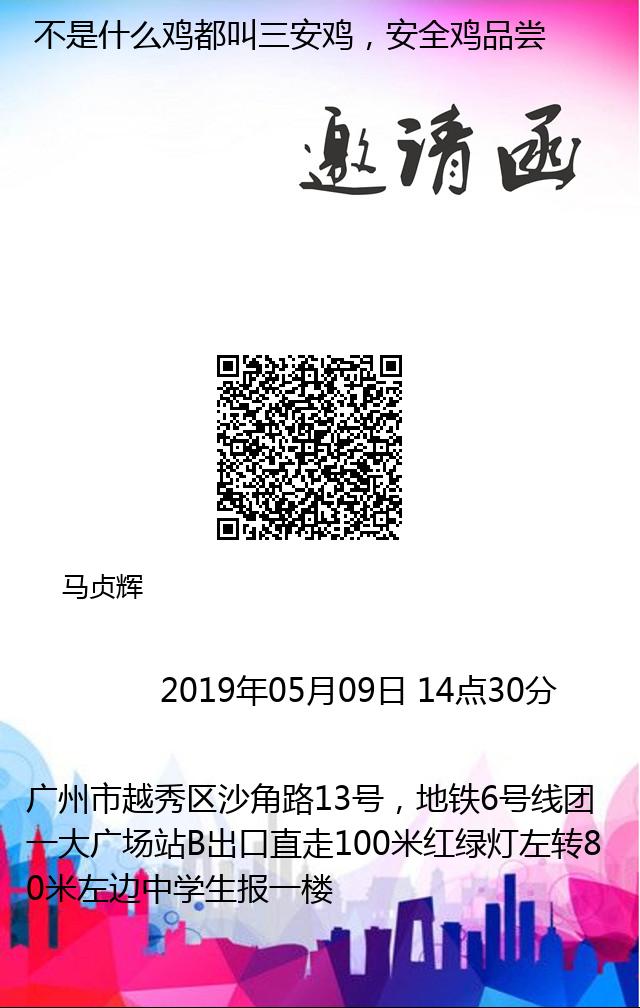 不是什么鸡都叫三安鸡，安全鸡品尝
邀请函
马贞辉
2019年05月09日 14点30分
广州市越秀区沙角路13号，地铁6号线团
一大广场站B出口直走100米红绿灯左转8
0米左边中学生报一楼